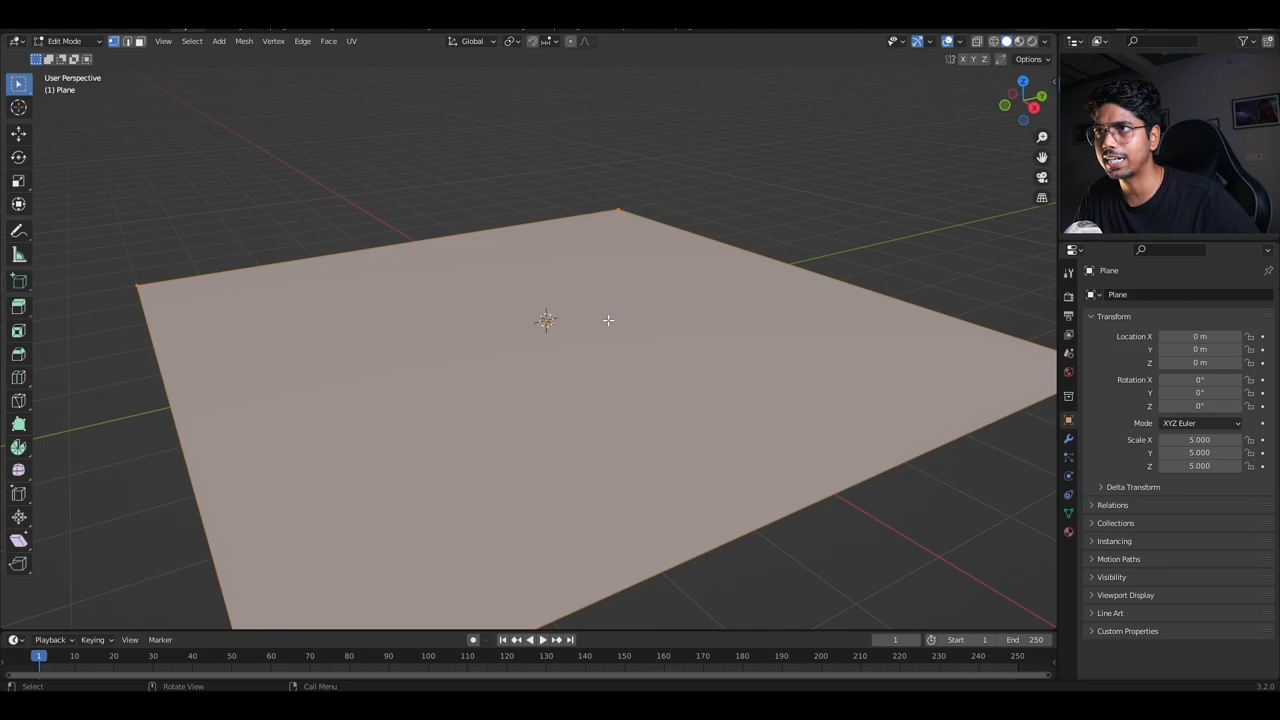 Edit Mode View Select Add Mesh Vertex Edge Face UV Global
X Y Z Options
User Perspective
(1) Plane
Z
Y
X
Plane
Plane
Transform
Location X 0 m
Y 0 m
Z 0 m
Rotation X 0°
Y 0°
Z 0°
Mode XYZ Euler
Scale X 5.000
Y 5.000
Z 5.000
Delta Transform
Relations
Collections
Instancing
Motion Paths
Visibility
Viewport Display
Line Art
Custom Properties
Playback Keying View Marker 1 Start 1 End 250
1 10 20 30 40 50 60 70 80 90 100 110 120 130 140 150 160 170 180 190 200 210 220 230 240 250
Select Rotate View Call Menu 3.2.0